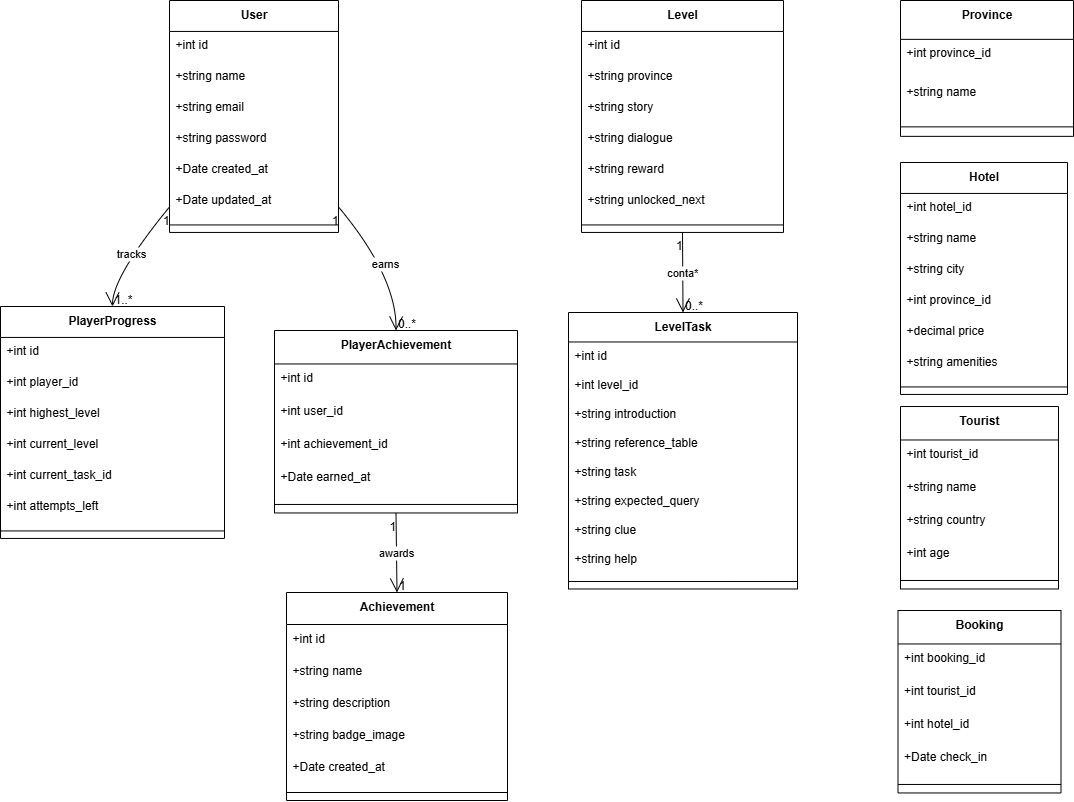 User
+int id
+string name
+string email
+string password
+Date created_at
+Date updated_at
1
1
tracks
earns
1..*
0..*
PlayerProgress
+int id
+int player_id
+int highest_level
+int current_level
+int current_task_id
+int attempts_left
PlayerAchievement
+int id
+int user_id
+int achievement_id
+Date earned_at
1
awards
1
Achievement
+int id
+string name
+string description
+string badge_image
+Date created_at
Level
+int id
+string province
+string story
+string dialogue
+string reward
+string unlocked_next
1
conta*
0..*
LevelTask
+int id
+int level_id
+string introduction
+string reference_table
+string task
+string expected_query
+string clue
+string help
Province
+int province_id
+string name
Hotel
+int hotel_id
+string name
+string city
+int province_id
+decimal price
+string amenities
Tourist
+int tourist_id
+string name
+string country
+int age
Booking
+int booking_id
+int tourist_id
+int hotel_id
+Date check_in